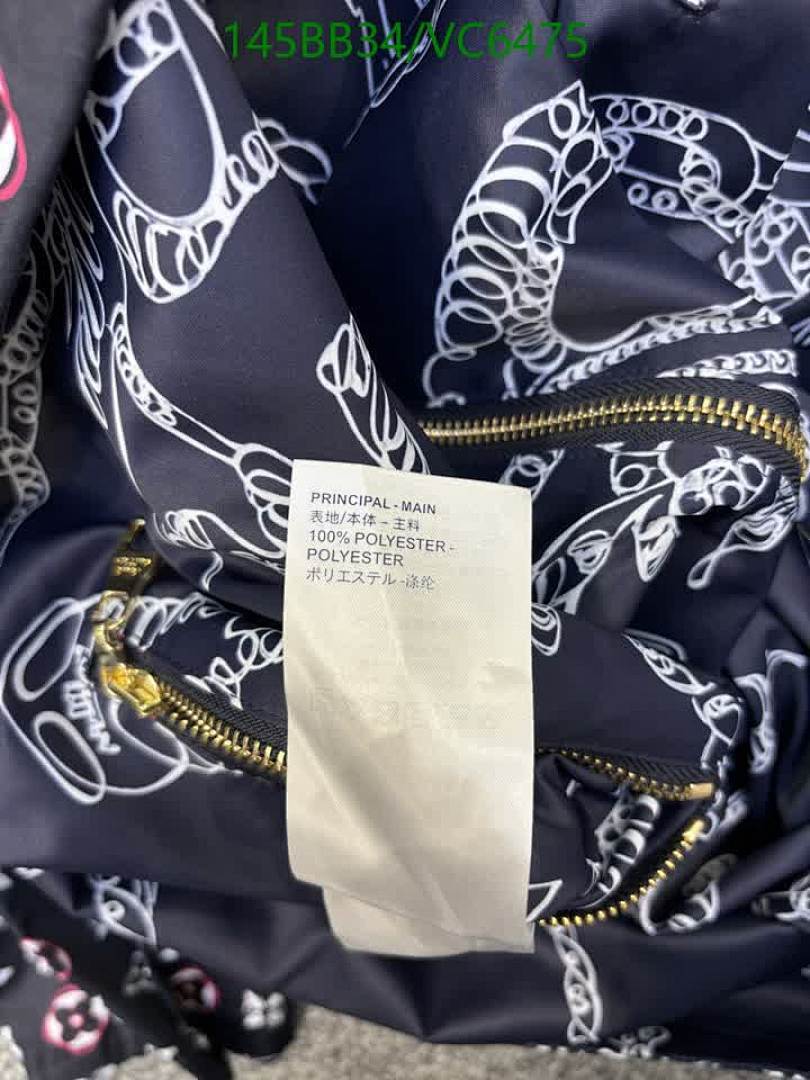 145BB34/VC6475
PRINCIPAL - MAIN
表地/本体 – 主料
100% POLYESTER -
POLYESTER
ポリエステル -涤纶